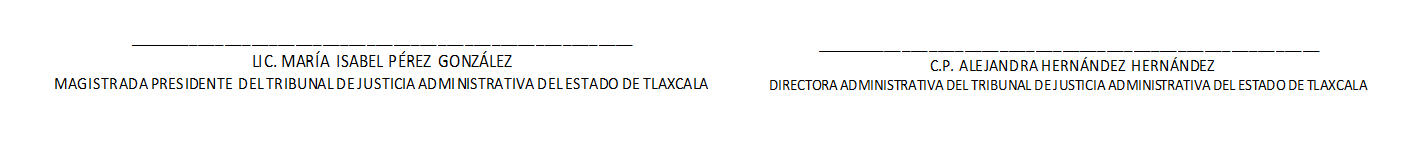 LIC. MARÍA ISABEL PÉREZ GONZÁLEZ
MAGISTRADA PRESIDENTE DEL TRIBUNAL DE JUSTICIA ADMINISTRATIVA DEL ESTADO DE TLAXCALA
C.P. ALEJANDRA HERNÁNDEZ HERNÁNDEZ
DIRECTORA ADMINISTRATIVA DEL TRIBUNAL DE JUSTICIA ADMINISTRATIVA DEL ESTADO DE TLAXCALA